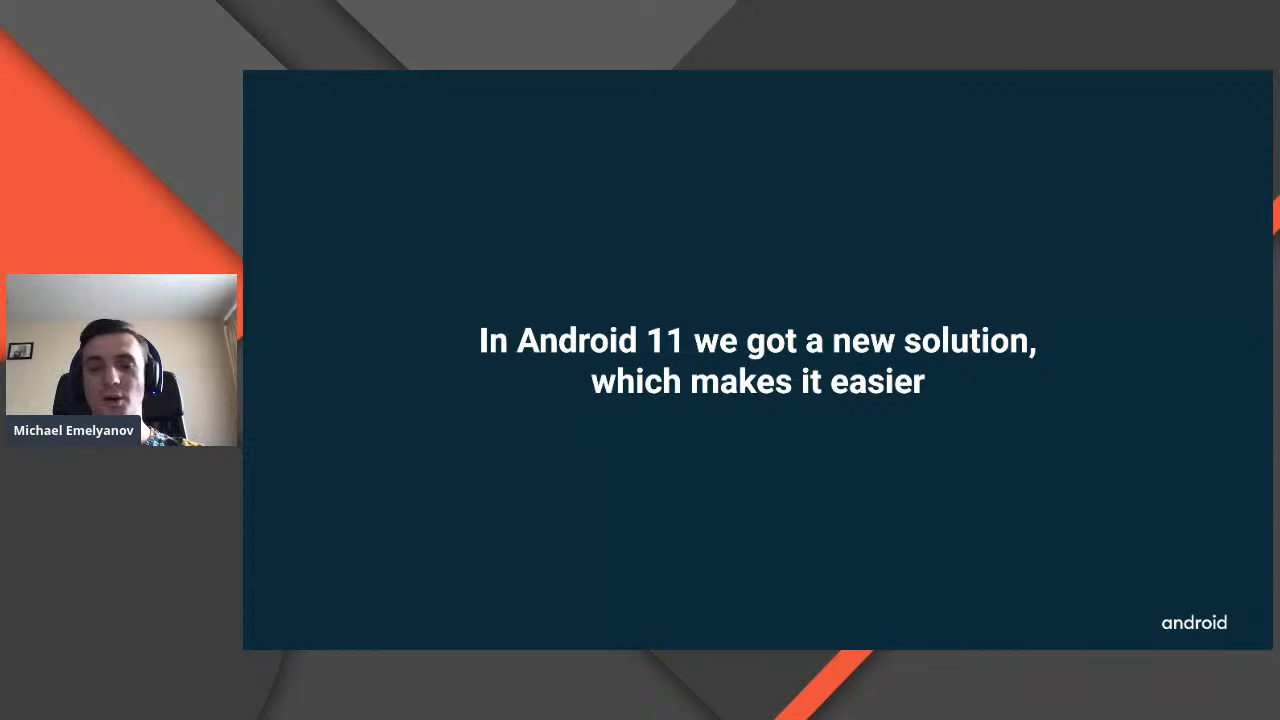 In Android 11 we got a new solution,
which makes it easier
Michael Emelyanov
android